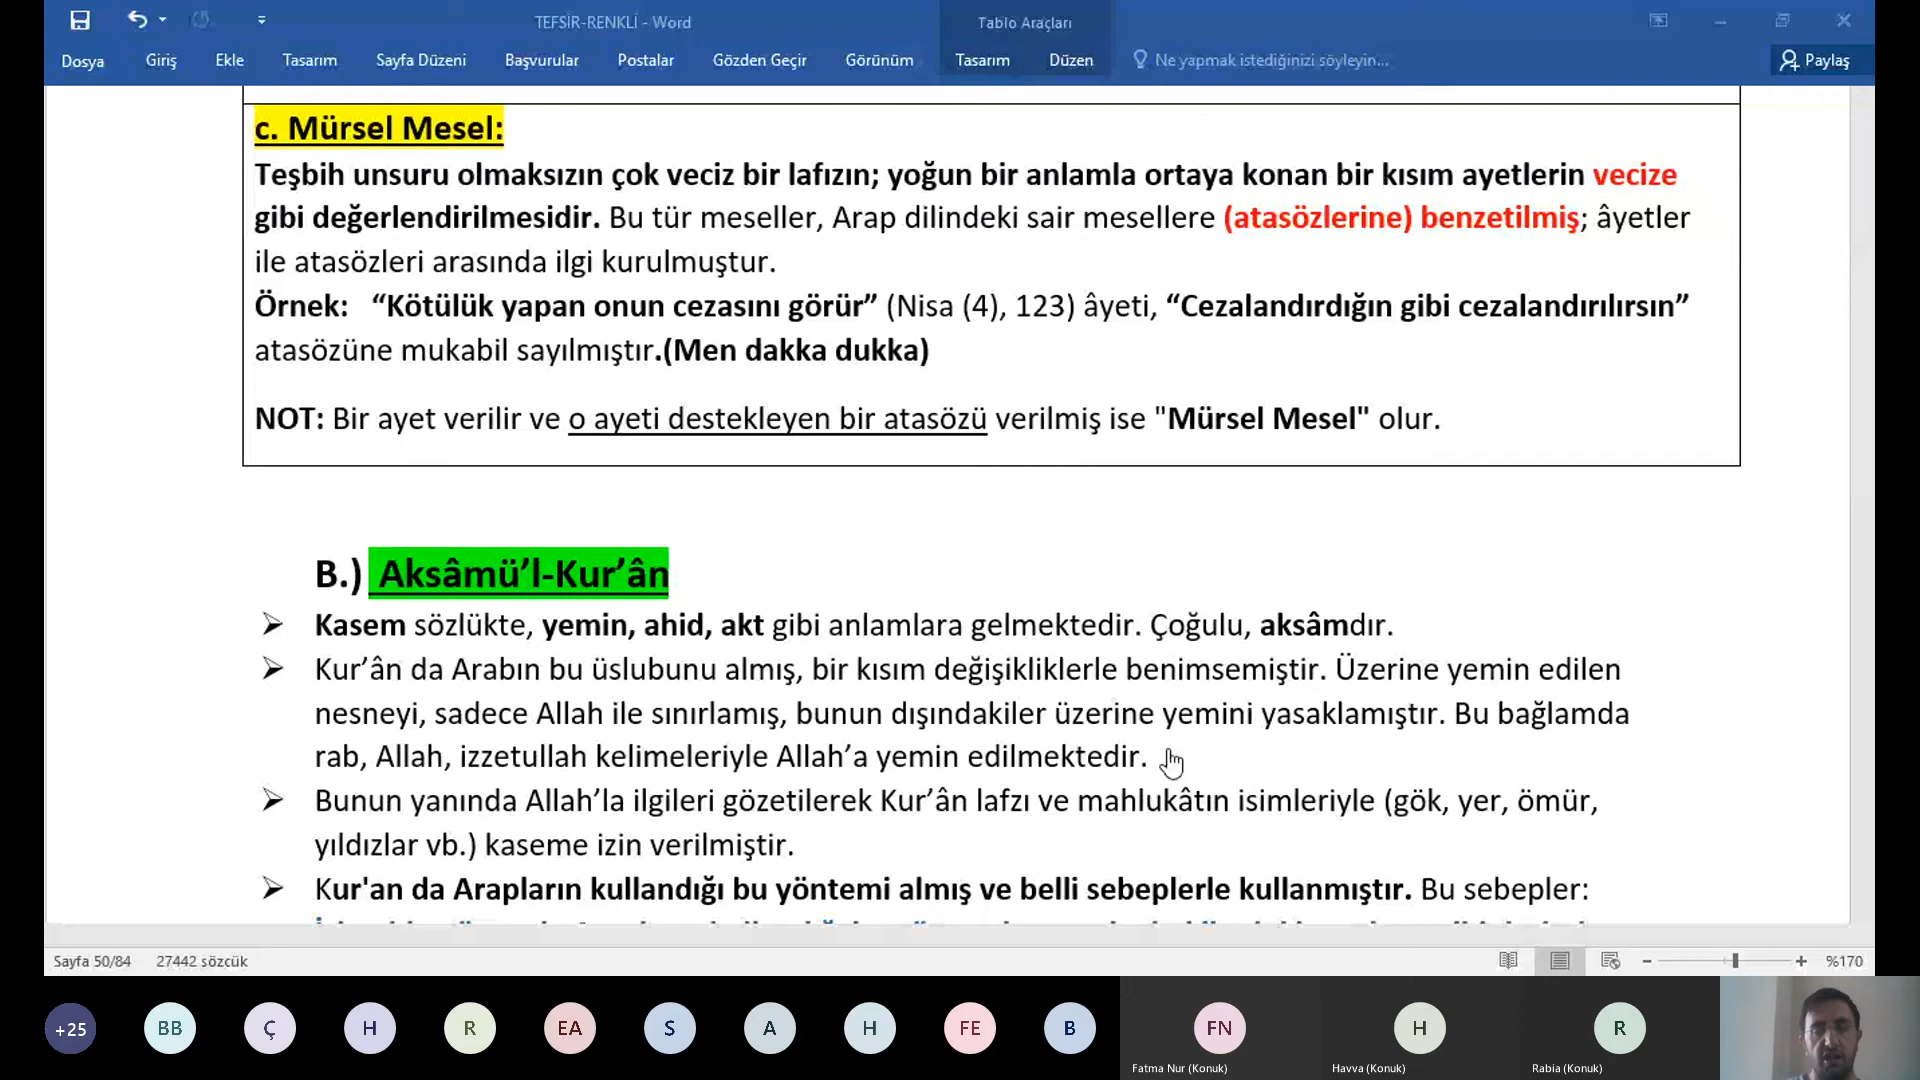 TEFSİR-RENKLİ - Word
Tablo Araçları
Dosya Giriş Ekle Tasarım Sayfa Düzeni Başvurular Postalar Gözden Geçir Görünüm Tasarım Düzen Ne yapmak istediğinizi söyleyin... Paylaş
c. Mürsel Mesel:
Teşbih unsuru olmaksızın çok veciz bir lafızın; yoğun bir anlamla ortaya konan bir kısım ayetlerin vecize
gibi değerlendirilmesidir. Bu tür meseller, Arap dilindeki sair mesellere (atasözlerine) benzetilmiş; âyetler
ile atasözleri arasında ilgi kurulmuştur.
Örnek: “Kötülük yapan onun cezasını görür” (Nisa (4), 123) âyeti, “Cezalandırdığın gibi cezalandırılırsın”
atasözüne mukabil sayılmıştır.(Men dakka dukka)
NOT: Bir ayet verilir ve o ayeti destekleyen bir atasözü verilmiş ise "Mürsel Mesel" olur.
B.) Aksâmü’l-Kur’ân
➢ Kasem sözlükte, yemin, ahid, akt gibi anlamlara gelmektedir. Çoğulu, aksâmdır.
➢ Kur’ân da Arabın bu üslubunu almış, bir kısım değişikliklerle benimsemiştir. Üzerine yemin edilen
nesneyi, sadece Allah ile sınırlamış, bunun dışındakiler üzerine yemini yasaklamıştır. Bu bağlamda
rab, Allah, izzetullah kelimeleriyle Allah’a yemin edilmektedir.
➢ Bunun yanında Allah’la ilgileri gözetilerek Kur’ân lafzı ve mahlukâtın isimleriyle (gök, yer, ömür,
yıldızlar vb.) kaseme izin verilmiştir.
➢ Kur'an da Arapların kullandığı bu yöntemi almış ve belli sebeplerle kullanmıştır. Bu sebepler:
Sayfa 50/84 27442 sözcük %170
+25 BB Ç H R EA S A H FE B FN H R
Fatma Nur (Konuk) Havva (Konuk) Rabia (Konuk)